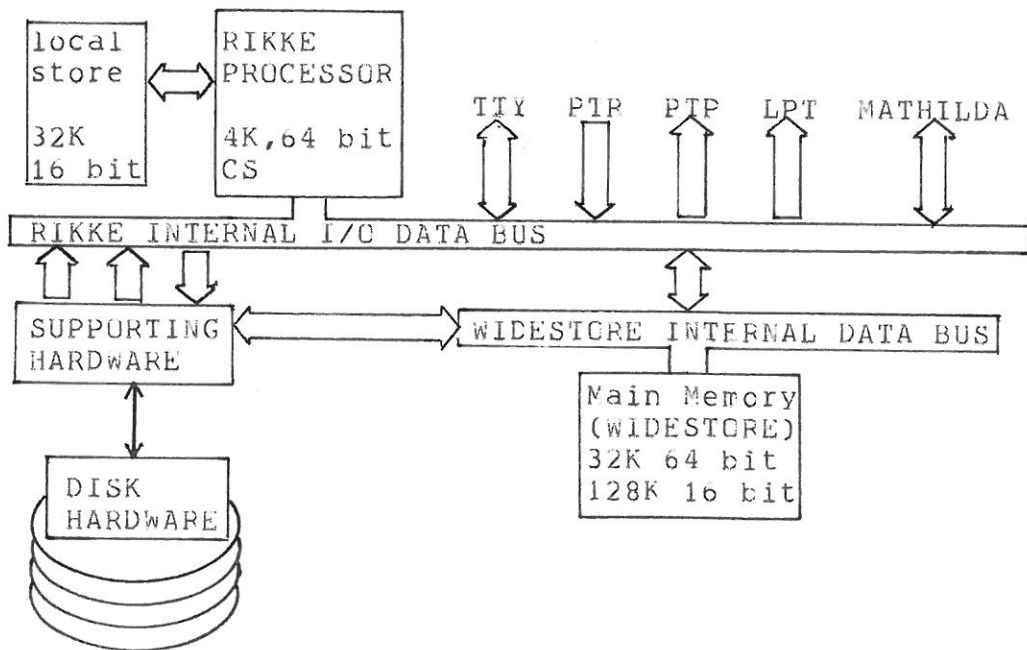 local
store
32K
16 bit
RIKKE
PROCESSOR
4K,64 bit
CS
TTY PTR PTP LPT MATHILDA
RIKKE INTERNAL I/O DATA BUS
SUPPORTING
HARDWARE
WIDESTORE INTERNAL DATA BUS
Main Memory
(WIDESTORE)
32K 64 bit
128K 16 bit
DISK
HARDWARE